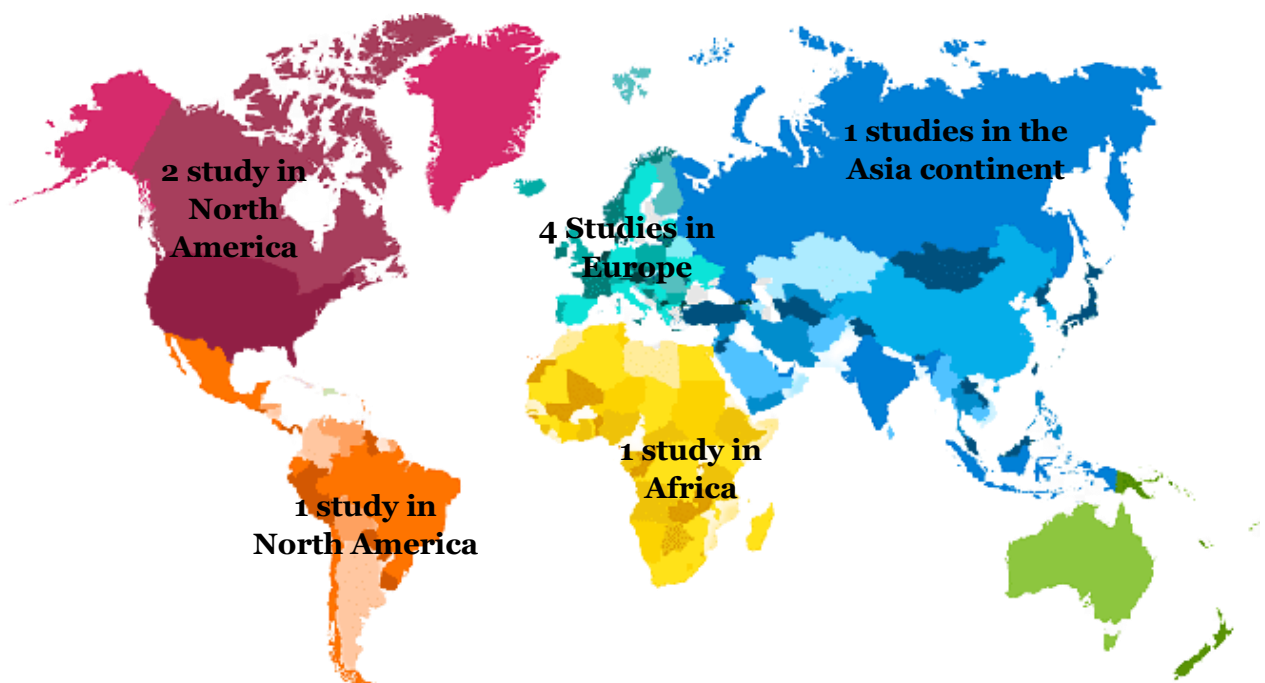 2 study in
North
America
4 Studies in
Europe
1 studies in the
Asia continent
1 study in
North America
1 study in
Africa